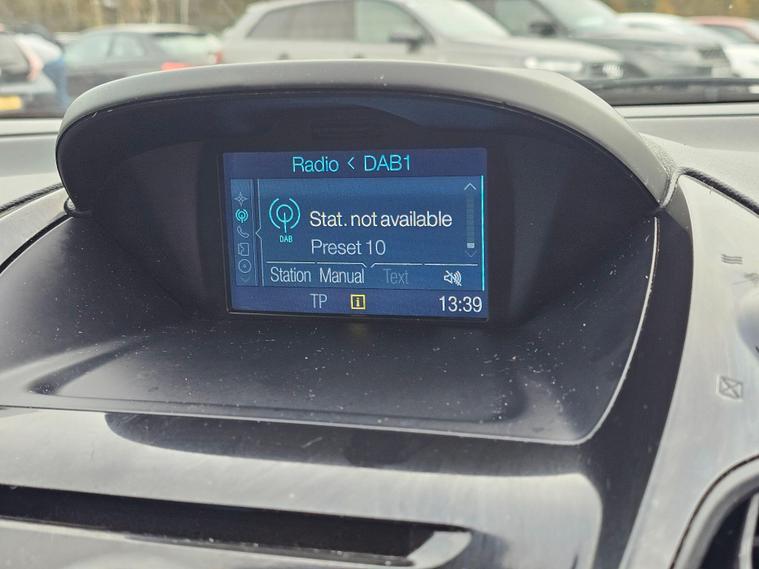 Radio < DAB1
Stat. not available
DAB
Preset 10
Station Manual Text
TP i 13:39